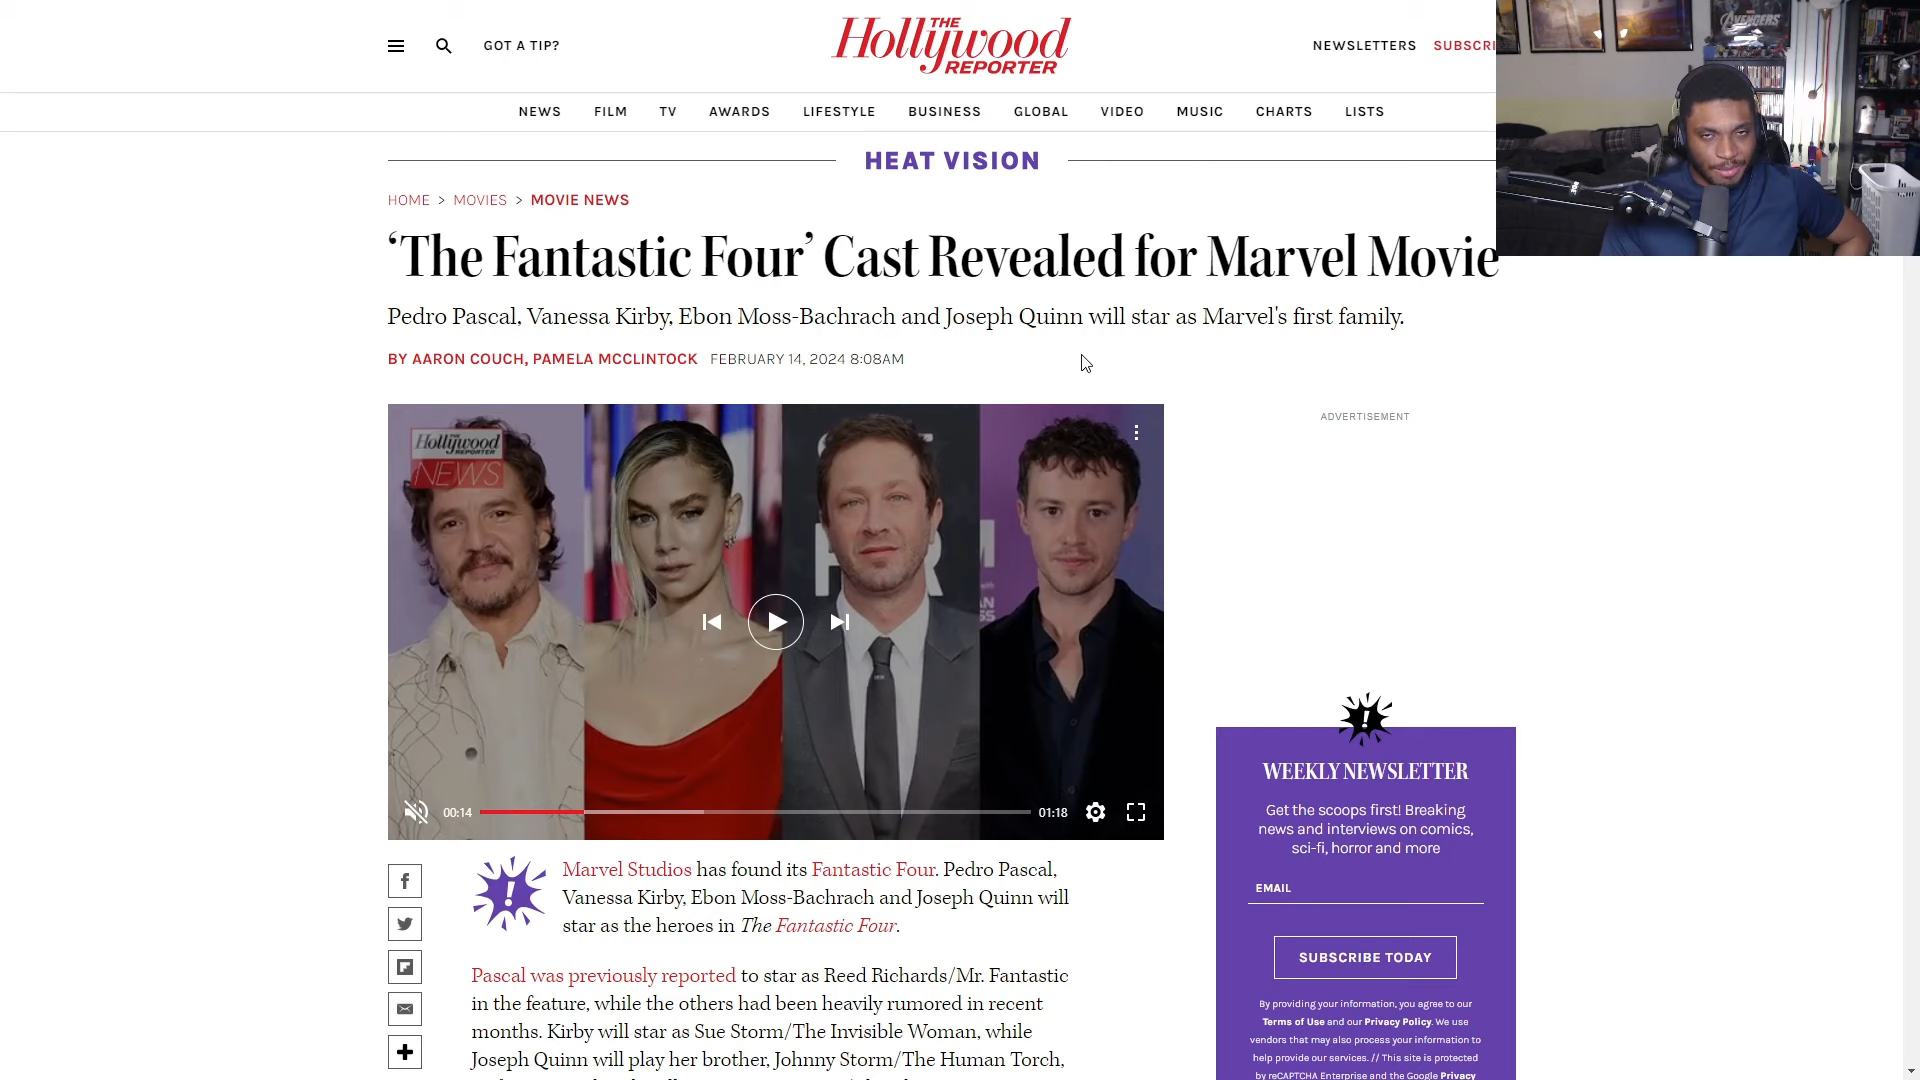 GOT A TIP?
THE
Hollywood
REPORTER
NEWSLETTERS
SUBSCRI
AVENGERS
NEWS FILM TV AWARDS LIFESTYLE BUSINESS GLOBAL VIDEO MUSIC CHARTS LISTS
HEAT VISION
HOME > MOVIES > MOVIE NEWS
‘The Fantastic Four’ Cast Revealed for Marvel Movie
Pedro Pascal, Vanessa Kirby, Ebon Moss-Bachrach and Joseph Quinn will star as Marvel's first family.
BY AARON COUCH, PAMELA MCCLINTOCK FEBRUARY 14, 2024 8:08AM
THE
Hollywood
REPORTER
NEWS
00:14
01:18
ADVERTISEMENT
Marvel Studios has found its Fantastic Four. Pedro Pascal,
Vanessa Kirby, Ebon Moss-Bachrach and Joseph Quinn will
star as the heroes in The Fantastic Four.
Pascal was previously reported to star as Reed Richards/Mr. Fantastic
in the feature, while the others had been heavily rumored in recent
months. Kirby will star as Sue Storm/The Invisible Woman, while
Joseph Quinn will play her brother, Johnny Storm/The Human Torch,
WEEKLY NEWSLETTER
Get the scoops first! Breaking
news and interviews on comics,
sci-fi, horror and more
EMAIL
SUBSCRIBE TODAY
By providing your information, you agree to our
Terms of Use and our Privacy Policy. We use
vendors that may also process your information to
help provide our services. // This site is protected
by reCAPTCHA Enterprise and the Google Privacy